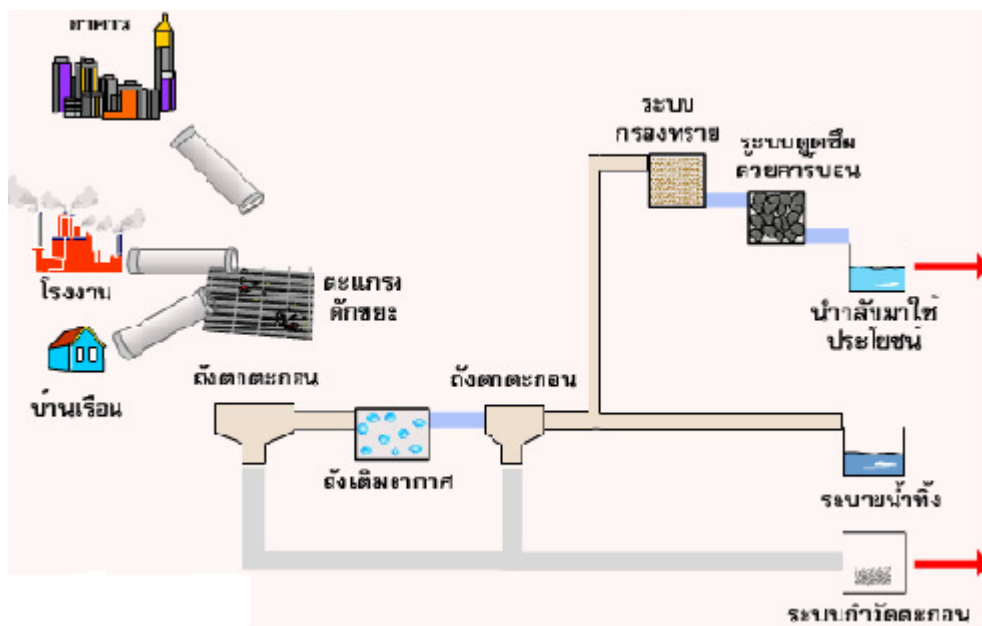 อาคาร
ระบบ
กรองทราย
ระบบดูดซึม
ด้วยคาร์บอน
โรงงาน
ตะแกรง
ดักขยะ
นำกลับมาใช้
ประโยชน์
บ้านเรือน
ถังตกตะกอน
ถังตกตะกอน
ถังเติมอากาศ
ระบายน้ำทิ้ง
ระบบกำจัดตะกอน